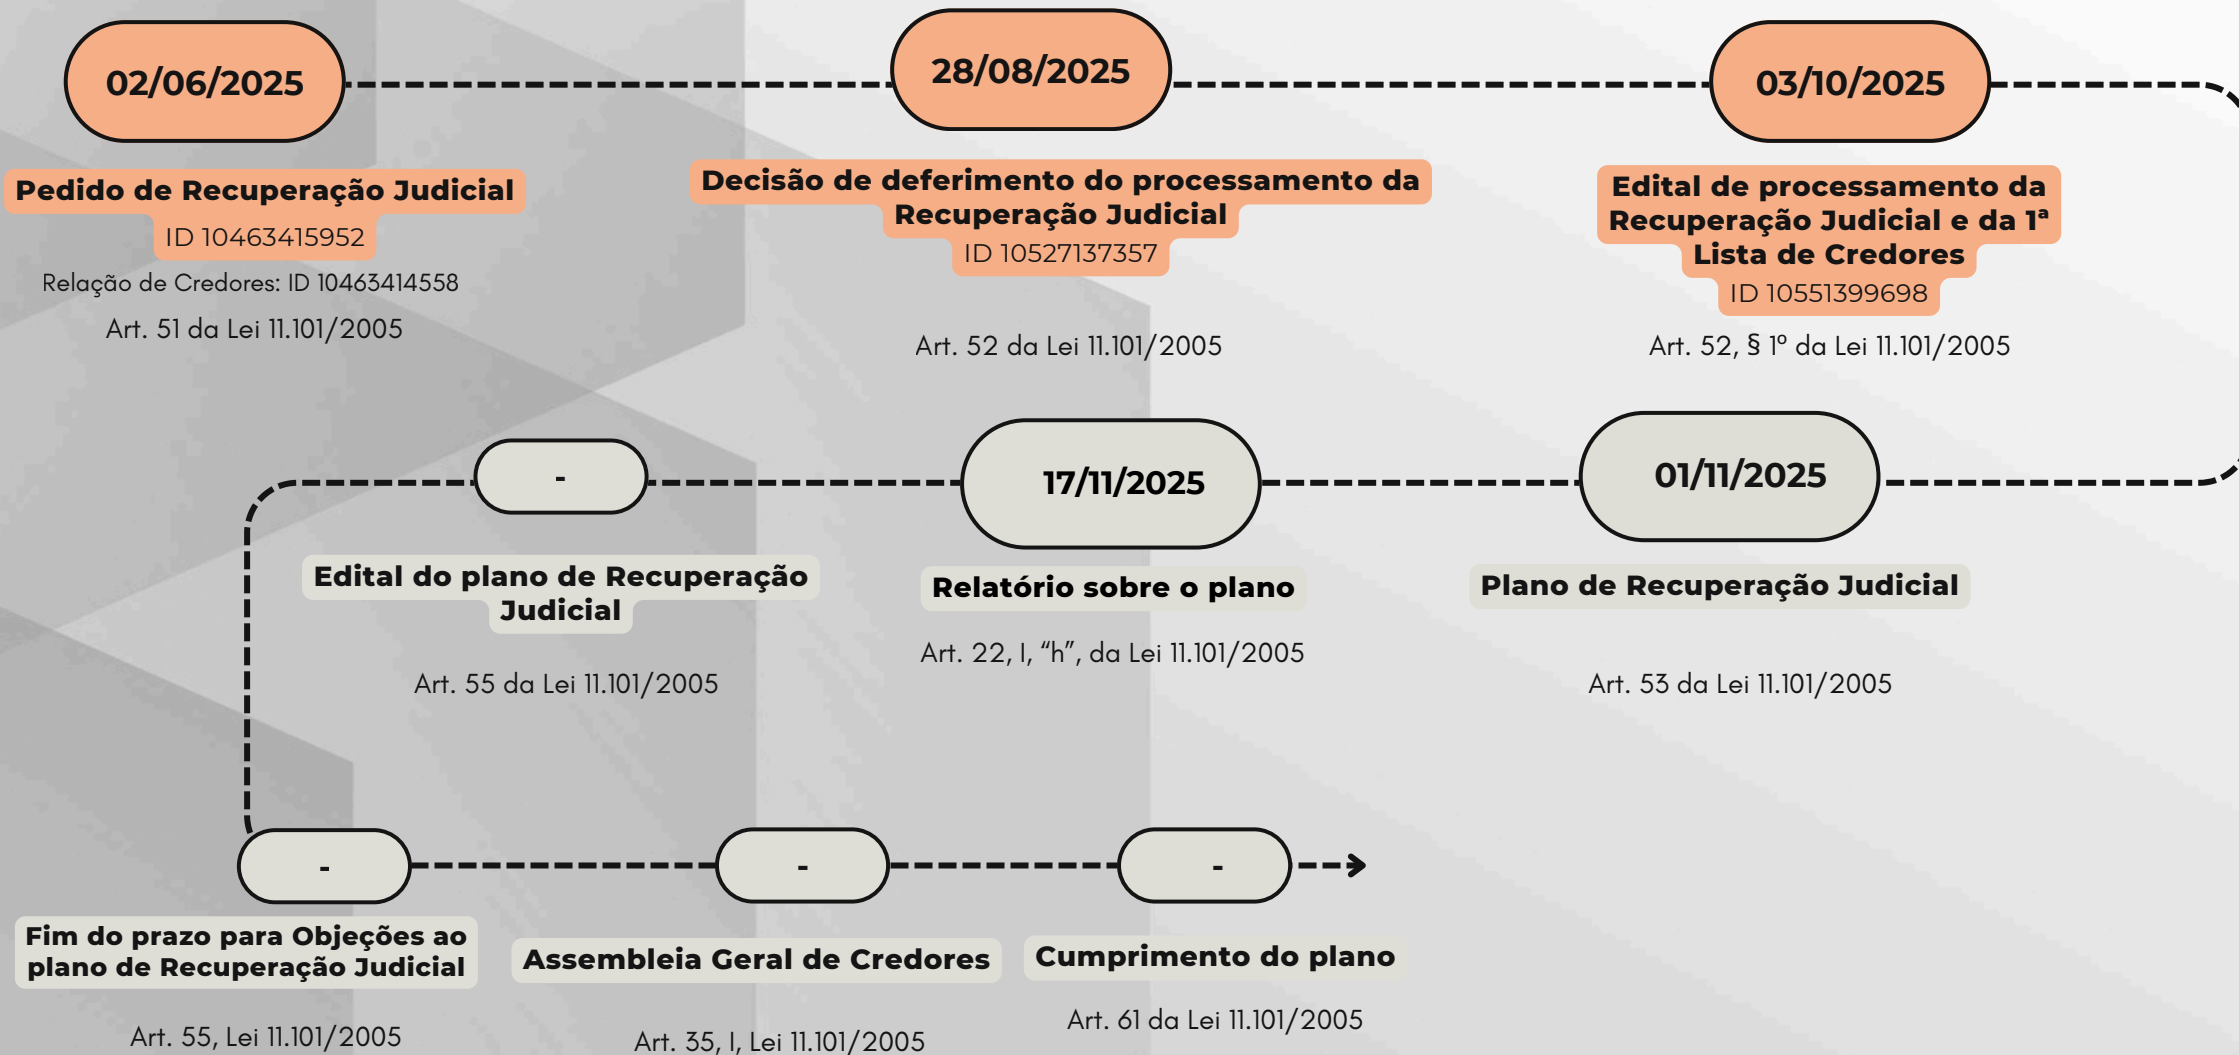 02/06/2025
Pedido de Recuperação Judicial
ID 10463415952
Relação de Credores: ID 10463414558
Art. 51 da Lei 11.101/2005
28/08/2025
Decisão de deferimento do processamento da
Recuperação Judicial
ID 10527137357
Art. 52 da Lei 11.101/2005
03/10/2025
Edital de processamento da
Recuperação Judicial e da 1ª
Lista de Credores
ID 10551399698
Art. 52, § 1º da Lei 11.101/2005
01/11/2025
Plano de Recuperação Judicial
Art. 53 da Lei 11.101/2005
17/11/2025
Relatório sobre o plano
Art. 22, I, “h”, da Lei 11.101/2005
-
Edital do plano de Recuperação
Judicial
Art. 55 da Lei 11.101/2005
-
Fim do prazo para Objeções ao
plano de Recuperação Judicial
Art. 55, Lei 11.101/2005
-
Assembleia Geral de Credores
Art. 35, I, Lei 11.101/2005
-
Cumprimento do plano
Art. 61 da Lei 11.101/2005